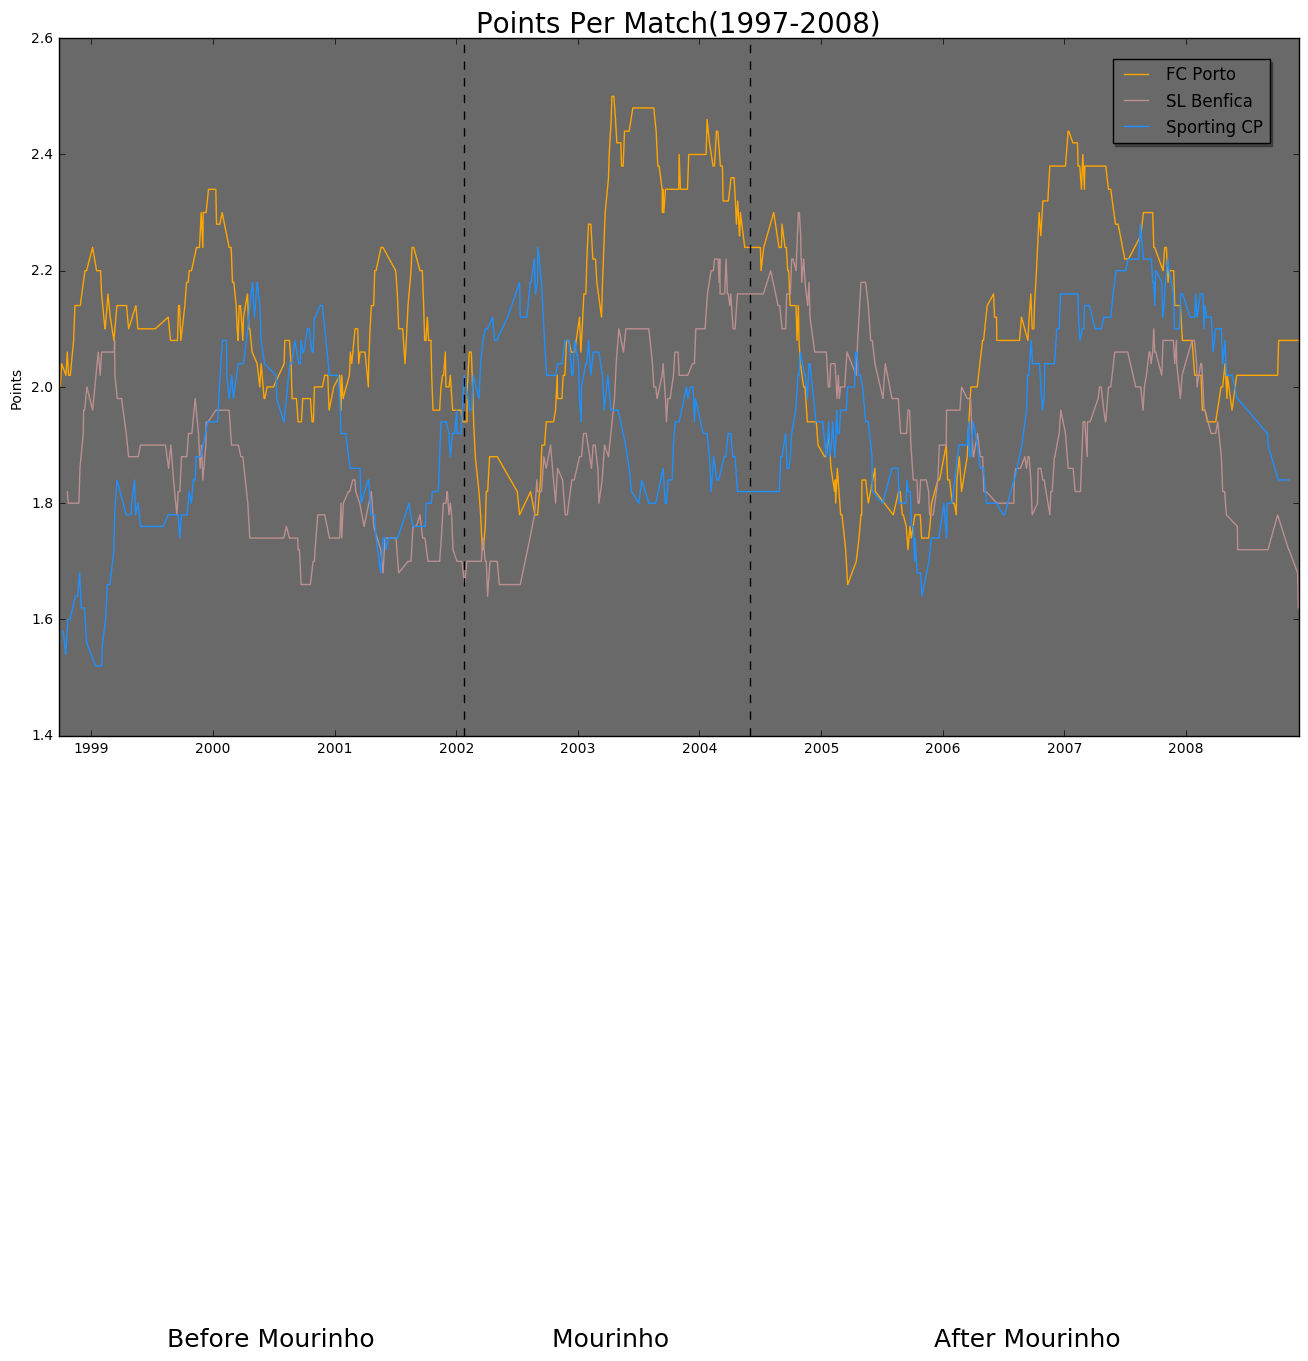 Points Per Match(1997-2008)
2.6
2.4
2.2
2.0
1.8
1.6
1.4
Points
FC Porto
SL Benfica
Sporting CP
1999 2000 2001 2002 2003 2004 2005 2006 2007 2008
Before Mourinho Mourinho After Mourinho